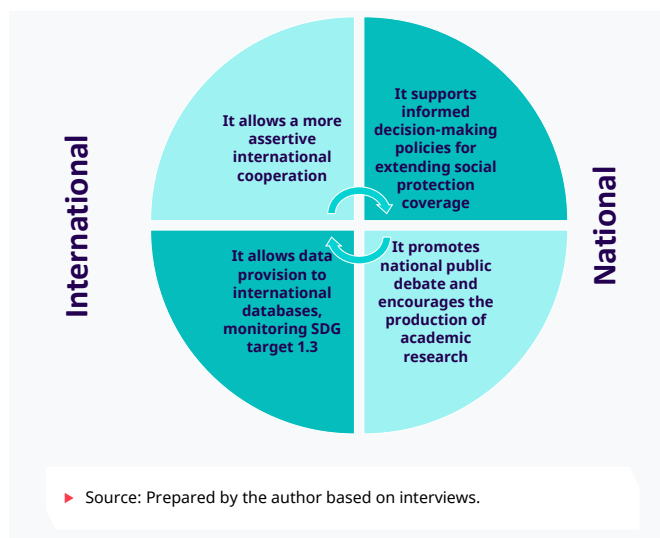 International
It allows a more
assertive
international
cooperation
It supports
informed
decision-making
policies for
extending social
protection
coverage
It allows data
provision to
international
databases,
monitoring SDG
target 1.3
It promotes
national public
debate and
encourages the
production of
academic
research
National
Source: Prepared by the author based on interviews.